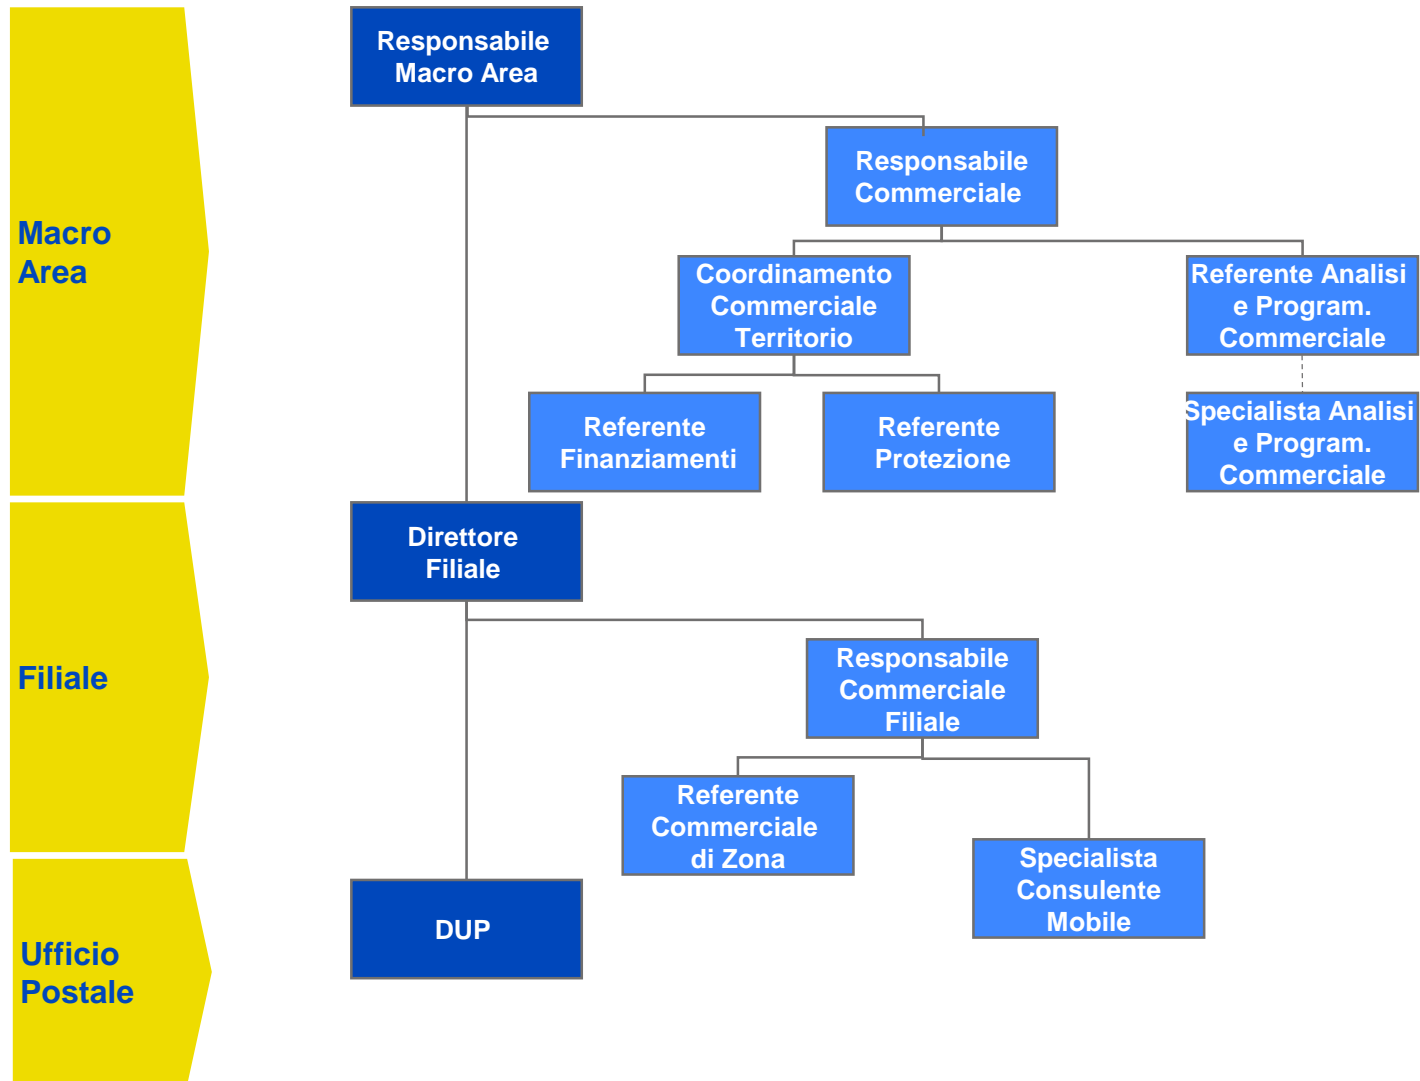 Responsabile
Macro Area
Responsabile
Commerciale
Macro
Area
Coordinamento
Commerciale
Territorio
Referente Analisi
e Program.
Commerciale
Referente
Finanziamenti
Referente
Protezione
Specialista Analisi
e Program.
Commerciale
Direttore
Filiale
Filiale
Responsabile
Commerciale
Filiale
Referente
Commerciale
di Zona
Specialista
Consulente
Mobile
DUP
Ufficio
Postale